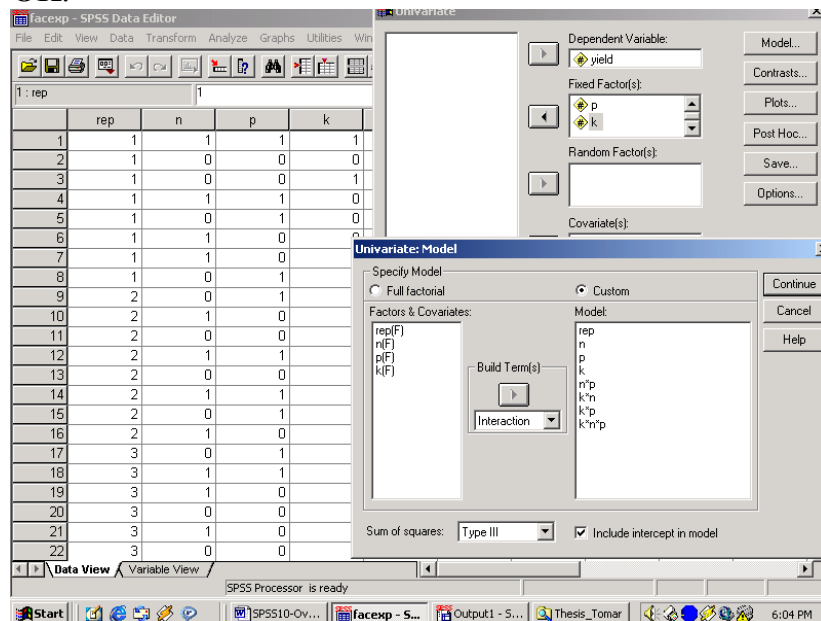 facexp - SPSS Data Editor
File Edit View Data Transform Analyze Graphs Utilities
1 : rep 1
rep n p k
1 1 1 1 1
2 1 0 0 0
3 1 0 0 1
4 1 1 1 0
5 1 0 1 0
6 1 1 0
7 1 1 0
8 1 0 1
9 2 0 1
10 2 1 0
11 2 0 0
12 2 1 1
13 2 0 0
14 2 1 1
15 2 0 1
16 2 1 0
17 3 0 1
18 3 1 1
19 3 1 0
20 3 0 0
21 3 1 0
22 3 0 0
Data View Variable View
SPSS Processor is ready
Univariate
Dependent Variable:
yield
Fixed Factor(s):
p
k
Random Factor(s):
Covariate(s):
Model...
Contrasts...
Plots...
Post Hoc...
Save...
Options...
Univariate: Model
Specify Model
Full factorial
Custom
Factors & Covariates:
rep(F)
n(F)
p(F)
k(F)
Build Term(s)
Interaction
Model:
rep
n
p
k
n*p
k*n
k*p
k*n*p
Continue
Cancel
Help
Sum of squares: Type III
Include intercept in model
Start
SPSS10-Ov...
facexp - S...
Output1 - S...
Thesis_Tomar
6:04 PM